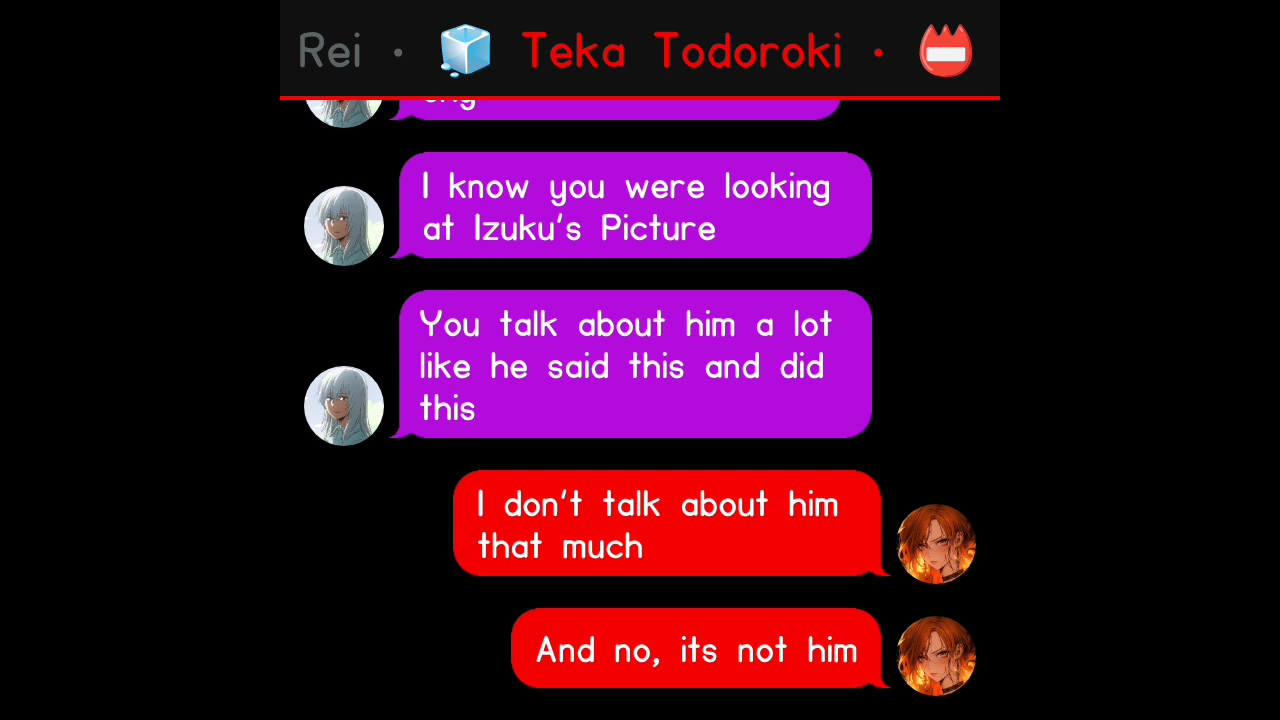 Rei · Teka Todoroki ·
I know you were looking
at Izuku's Picture
You talk about him a lot
like he said this and did
this
I don't talk about him
that much
And no, its not him